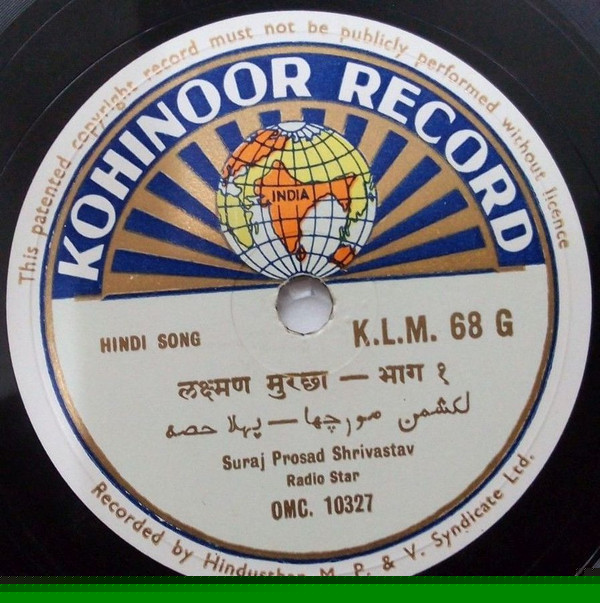 This patented copyright record must not be publicly performed without licence
KOHINOOR RECORD
INDIA
HINDI SONG
K.L.M. 68 G
लक्ष्मण मुरछा — भाग १
لکشمن مورچھا — پہلا حصہ
Suraj Prosad Shrivastav
Radio Star
OMC. 10327
Recorded by Hindusthan M. P. & V. Syndicate Ltd.